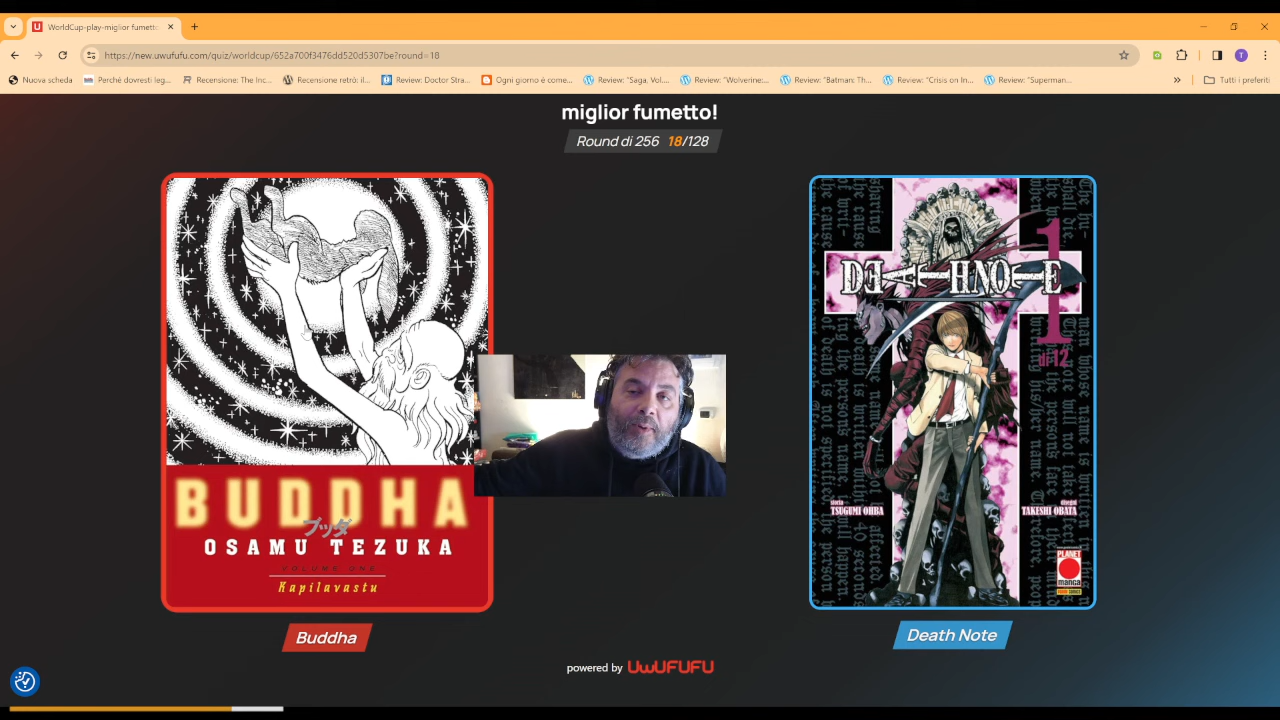 WorldCup-play-miglior fumetto
https://new.uwufufu.com/quiz/worldcup/652a700f3476dd520d5307be?round=18
Nuova scheda
Perché dovresti leg...
Recensione: The Inc...
Recensione retrò: il...
Review: Doctor Stra...
Ogni giorno è come...
Review: "Saga, Vol....
Review: "Wolverine:...
Review: "Batman: Th...
Review: "Crisis on In...
Review: "Superman...
»
Tutti i preferiti
miglior fumetto!
Round di 256 18/128
BUDDHA
ブッダ
OSAMU TEZUKA
VOLUME ONE
Kapilavastu
Buddha
DEATH NOTE
1
di 12
storia
TSUGUMI OHBA
disegni
TAKESHI OBATA
PLANET
manga
Death Note
powered by UwUFUFU